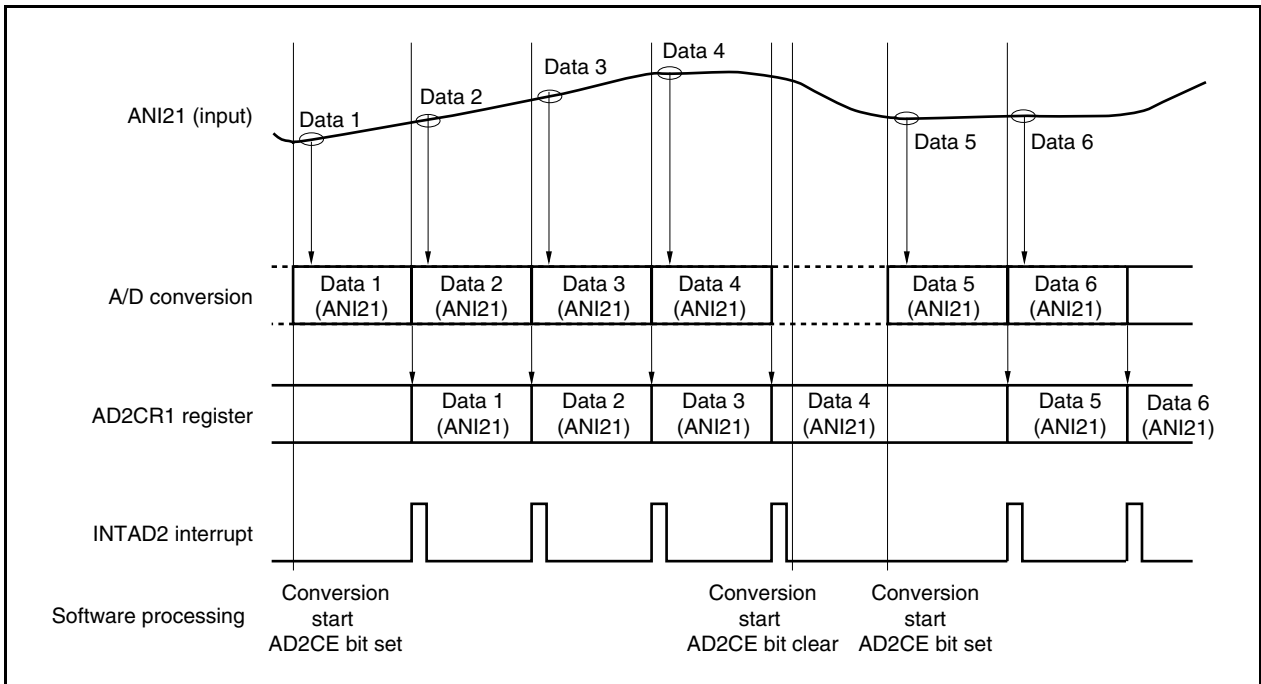 ANI21 (input)
Data 1
Data 2
Data 3
Data 4
Data 5
Data 6
A/D conversion
Data 1
(ANI21)
Data 2
(ANI21)
Data 3
(ANI21)
Data 4
(ANI21)
Data 5
(ANI21)
Data 6
(ANI21)
AD2CR1 register
Data 1
(ANI21)
Data 2
(ANI21)
Data 3
(ANI21)
Data 4
(ANI21)
Data 5
(ANI21)
Data 6
(ANI21)
INTAD2 interrupt
Software processing
Conversion
start
AD2CE bit set
Conversion
start
AD2CE bit clear
Conversion
start
AD2CE bit set